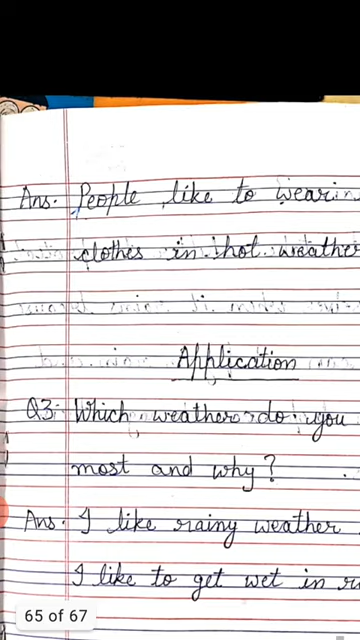 Ans. People like to wearin
clothes in hot weather
Application
Q3. Which weather do you
most and why?
Ans. I like rainy weather
I like to get wet in
65 of 67